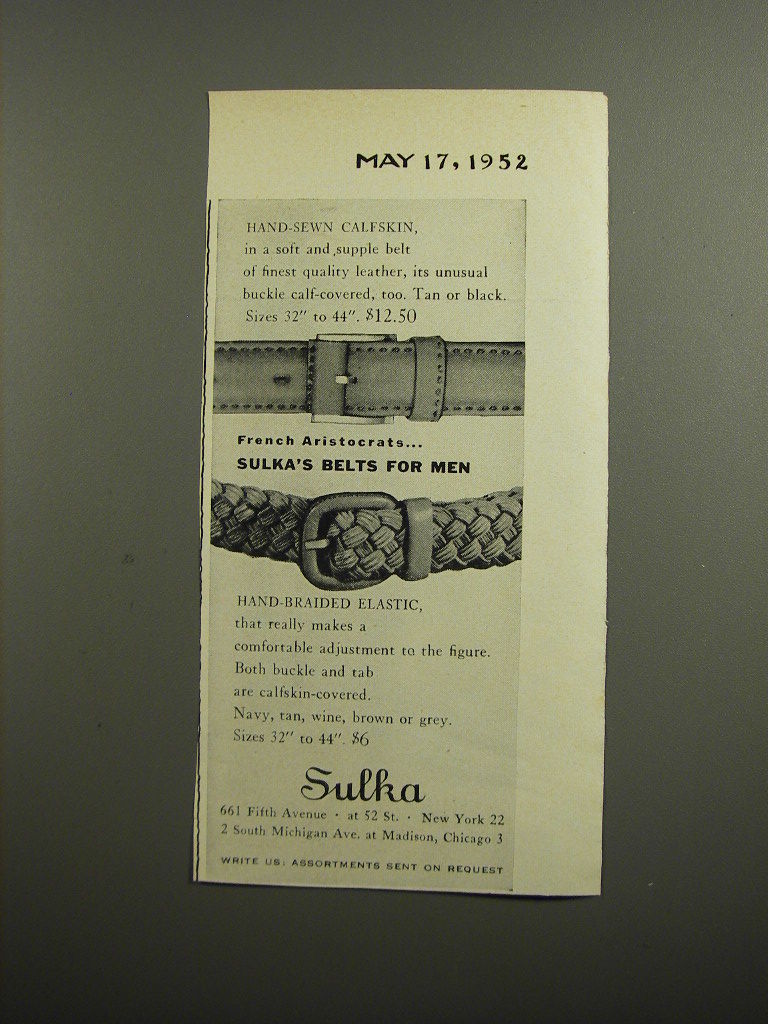 MAY 17, 1952
HAND-SEWN CALFSKIN,
in a soft and supple belt
of finest quality leather, its unusual
buckle calf-covered, too. Tan or black.
Sizes 32" to 44". $12.50
French Aristocrats...
SULKA'S BELTS FOR MEN
HAND-BRAIDED ELASTIC,
that really makes a
comfortable adjustment to the figure.
Both buckle and tab
are calfskin-covered.
Navy, tan, wine, brown or grey.
Sizes 32" to 44". $6
Sulka
661 Fifth Avenue · at 52 St. · New York 22
2 South Michigan Ave. at Madison, Chicago 3
WRITE US: ASSORTMENTS SENT ON REQUEST